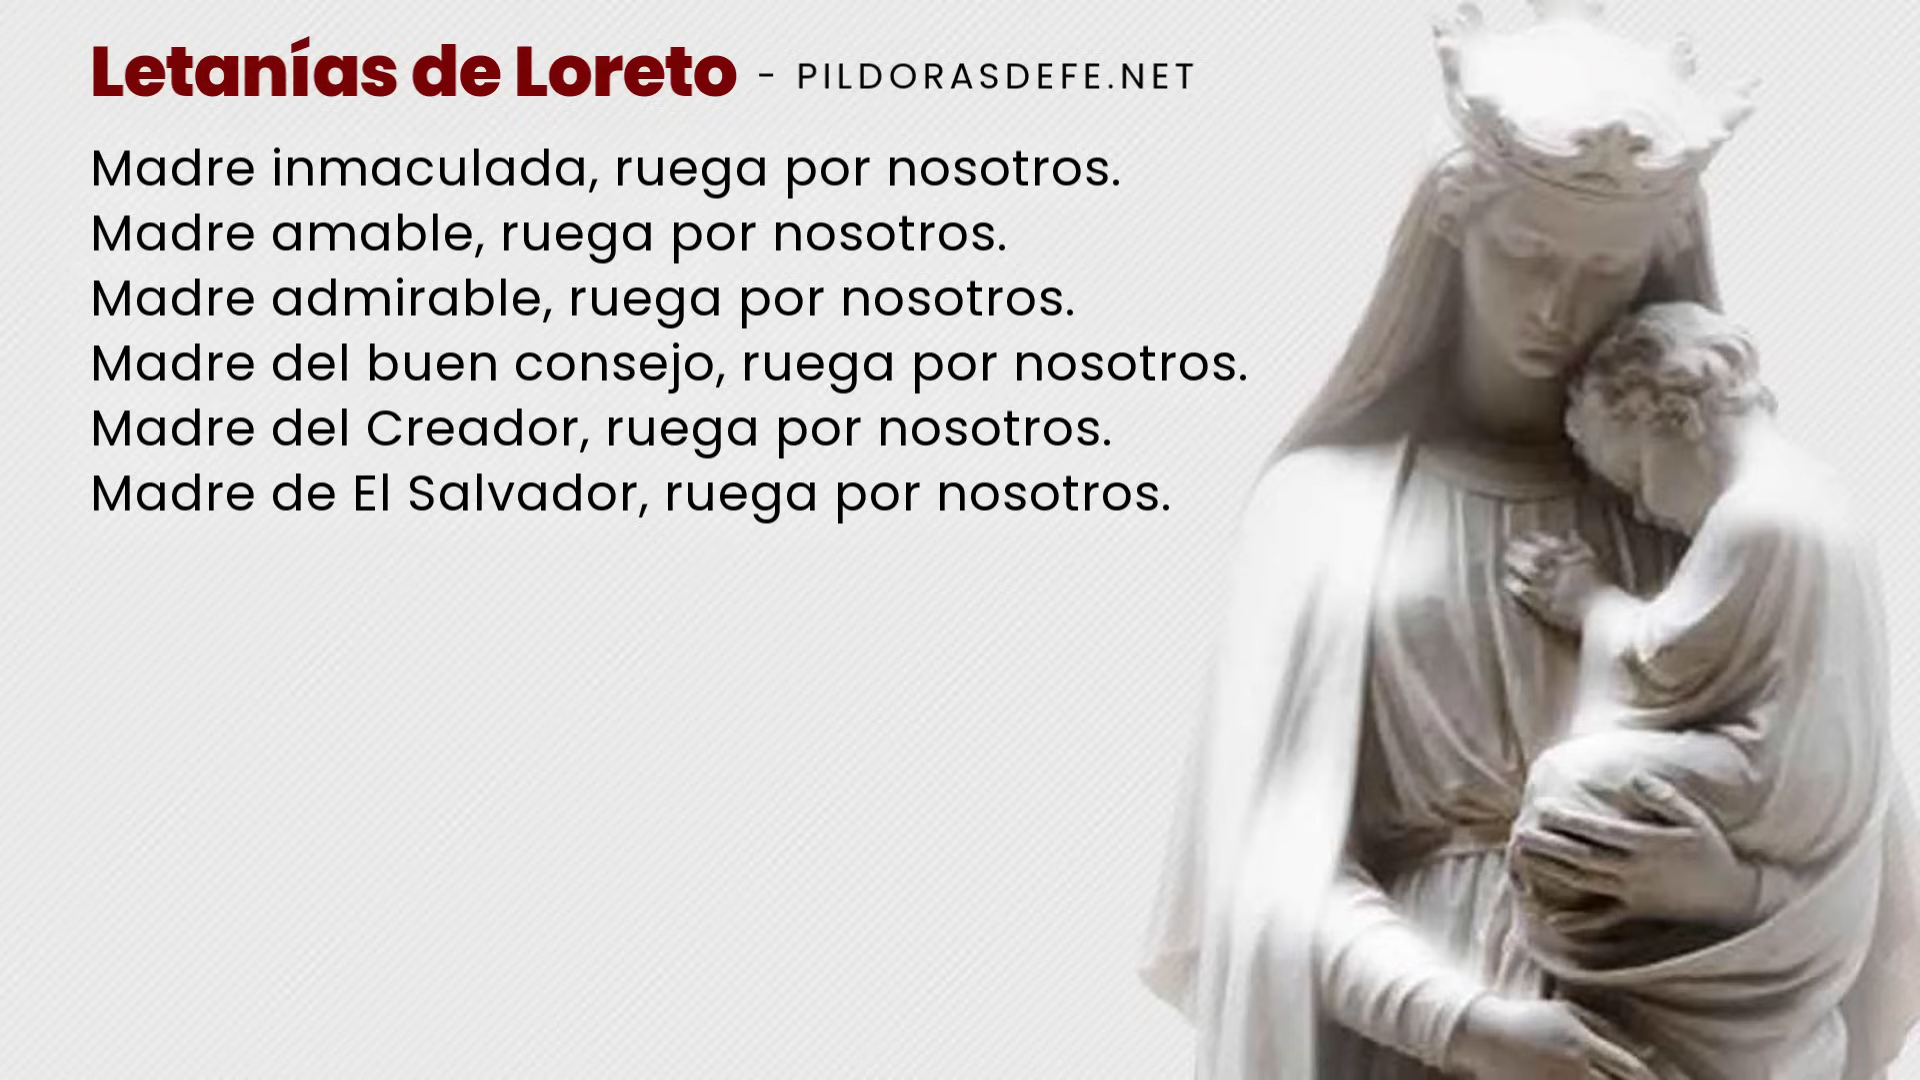 Letanías de Loreto - PILDORASDEFE.NET
Madre inmaculada, ruega por nosotros.
Madre amable, ruega por nosotros.
Madre admirable, ruega por nosotros.
Madre del buen consejo, ruega por nosotros.
Madre del Creador, ruega por nosotros.
Madre de El Salvador, ruega por nosotros.